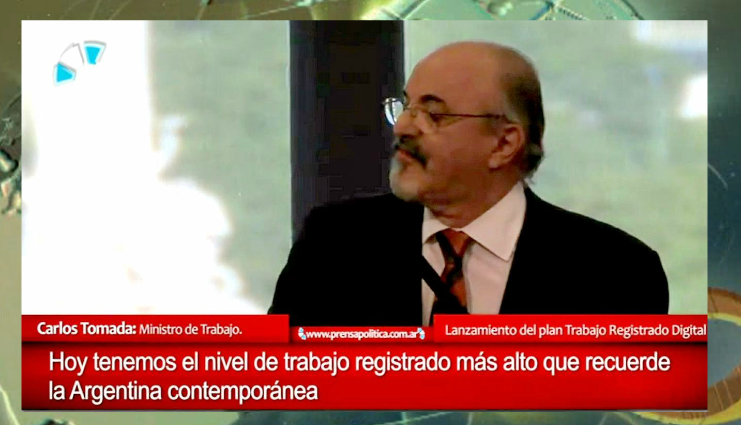 Carlos Tomada: Ministro de Trabajo.
www.prensapolitica.com.ar
Lanzamiento del plan Trabajo Registrado Digital
Hoy tenemos el nivel de trabajo registrado más alto que recuerde
la Argentina contemporánea